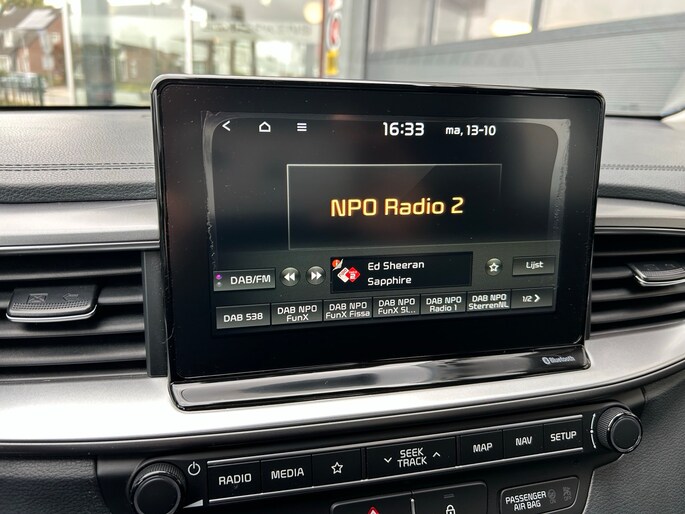 16:33 ma, 13-10
NPO Radio 2
DAB/FM
Ed Sheeran
Sapphire
Lijst
DAB 538
DAB NPO
FunX
DAB NPO
FunX Fissa
DAB NPO
FunX Sl...
DAB NPO
Radio 1
DAB NPO
SterrenNL
1/2
Bluetooth
RADIO
MEDIA
SEEK
TRACK
MAP
NAV
SETUP
PASSENGER
AIR BAG